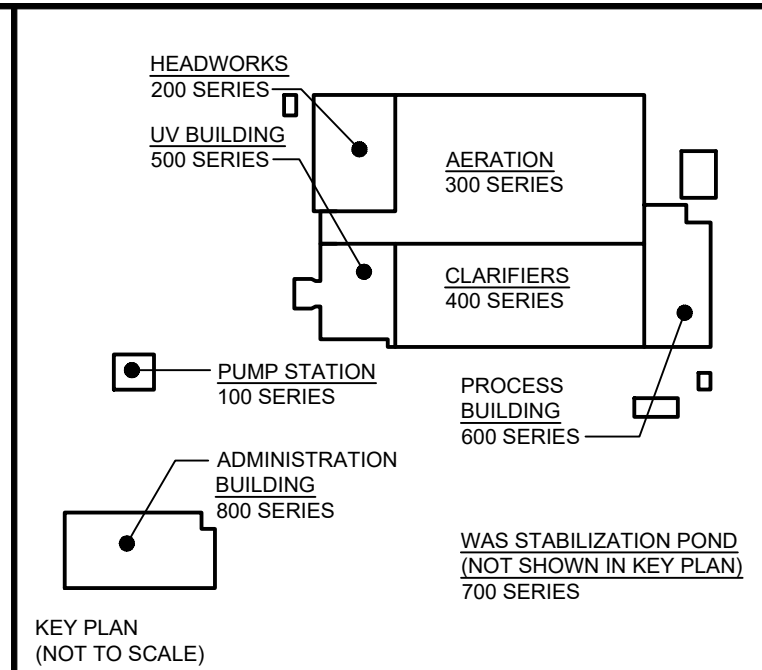 HEADWORKS
200 SERIES
UV BUILDING
500 SERIES
AERATION
300 SERIES
CLARIFIERS
400 SERIES
PUMP STATION
100 SERIES
PROCESS
BUILDING
600 SERIES
ADMINISTRATION
BUILDING
800 SERIES
WAS STABILIZATION POND
(NOT SHOWN IN KEY PLAN)
700 SERIES
KEY PLAN
(NOT TO SCALE)